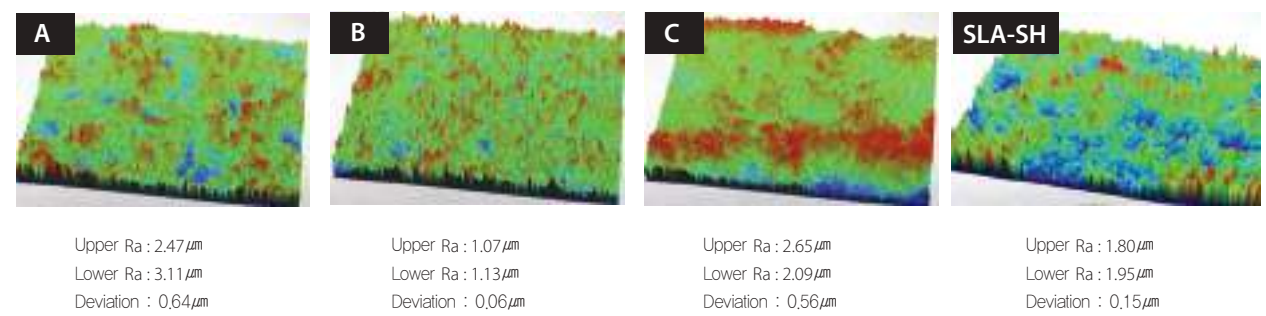 A
B
C
SLA-SH
Upper Ra : 2.47㎛
Lower Ra : 3.11㎛
Deviation : 0.64㎛
Upper Ra : 1.07㎛
Lower Ra : 1.13㎛
Deviation : 0.06㎛
Upper Ra : 2.65㎛
Lower Ra : 2.09㎛
Deviation : 0.56㎛
Upper Ra : 1.80㎛
Lower Ra : 1.95㎛
Deviation : 0.15㎛